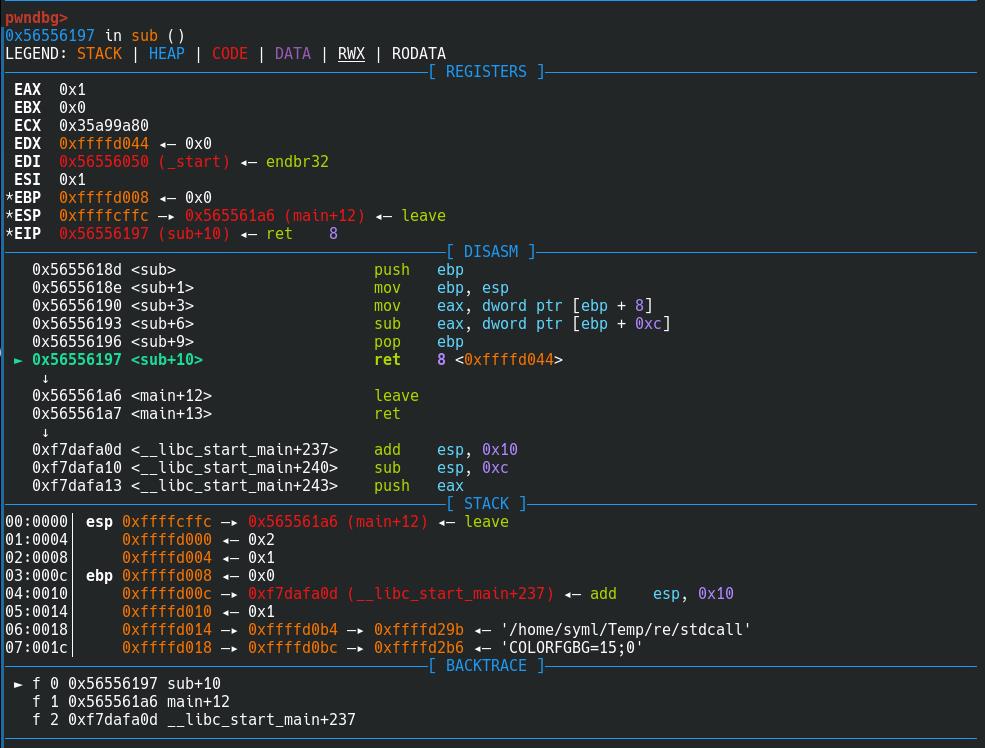 pwndbg>
0x56556197 in sub ()
LEGEND: STACK | HEAP | CODE | DATA | RWX | RODATA
[ REGISTERS ]
EAX 0x1
EBX 0x0
ECX 0x35a99a80
EDX 0xffffd044 ◂— 0x0
EDI 0x56556050 (_start) ◂— endbr32
ESI 0x1
*EBP 0xffffd008 ◂— 0x0
*ESP 0xffffcffc —▸ 0x565561a6 (main+12) ◂— leave
*EIP 0x56556197 (sub+10) ◂— ret 8
[ DISASM ]
0x5655618d <sub> push ebp
0x5655618e <sub+1> mov ebp, esp
0x56556190 <sub+3> mov eax, dword ptr [ebp + 8]
0x56556193 <sub+6> sub eax, dword ptr [ebp + 0xc]
0x56556196 <sub+9> pop ebp
► 0x56556197 <sub+10> ret 8 <0xffffd044>
↓
0x565561a6 <main+12> leave
0x565561a7 <main+13> ret
↓
0xf7dafa0d <__libc_start_main+237> add esp, 0x10
0xf7dafa10 <__libc_start_main+240> sub esp, 0xc
0xf7dafa13 <__libc_start_main+243> push eax
[ STACK ]
00:0000│ esp 0xffffcffc —▸ 0x565561a6 (main+12) ◂— leave
01:0004│ 0xffffd000 ◂— 0x2
02:0008│ 0xffffd004 ◂— 0x1
03:000c│ ebp 0xffffd008 ◂— 0x0
04:0010│ 0xffffd00c —▸ 0xf7dafa0d (__libc_start_main+237) ◂— add esp, 0x10
05:0014│ 0xffffd010 ◂— 0x1
06:0018│ 0xffffd014 —▸ 0xffffd0b4 —▸ 0xffffd29b ◂— '/home/syml/Temp/re/stdcall'
07:001c│ 0xffffd018 —▸ 0xffffd0bc —▸ 0xffffd2b6 ◂— 'COLORFGBG=15;0'
[ BACKTRACE ]
► f 0 0x56556197 sub+10
f 1 0x565561a6 main+12
f 2 0xf7dafa0d __libc_start_main+237